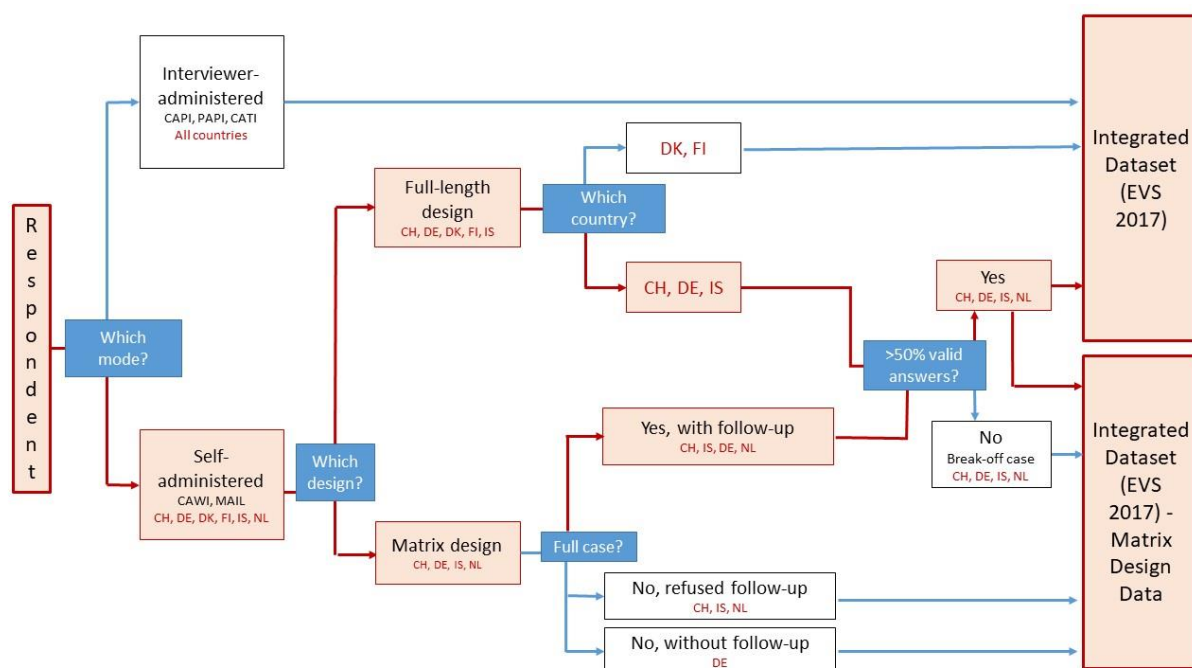 Respondent
Which
mode?
Interviewer-
administered
CAPI, PAPI, CATI
All countries
Self-
administered
CAWI, MAIL
CH, DE, DK, FI, IS, NL
Which
design?
Full-length
design
CH, DE, DK, FI, IS
Matrix design
CH, DE, IS, NL
Which
country?
DK, FI
CH, DE, IS
Full case?
Yes, with follow-up
CH, IS, DE, NL
No, refused follow-up
CH, IS, NL
No, without follow-up
DE
>50% valid
answers?
Yes
CH, DE, IS, NL
No
Break-off case
CH, DE, IS, NL
Integrated
Dataset
(EVS
2017)
Integrated
Dataset
(EVS
2017) -
Matrix
Design
Data